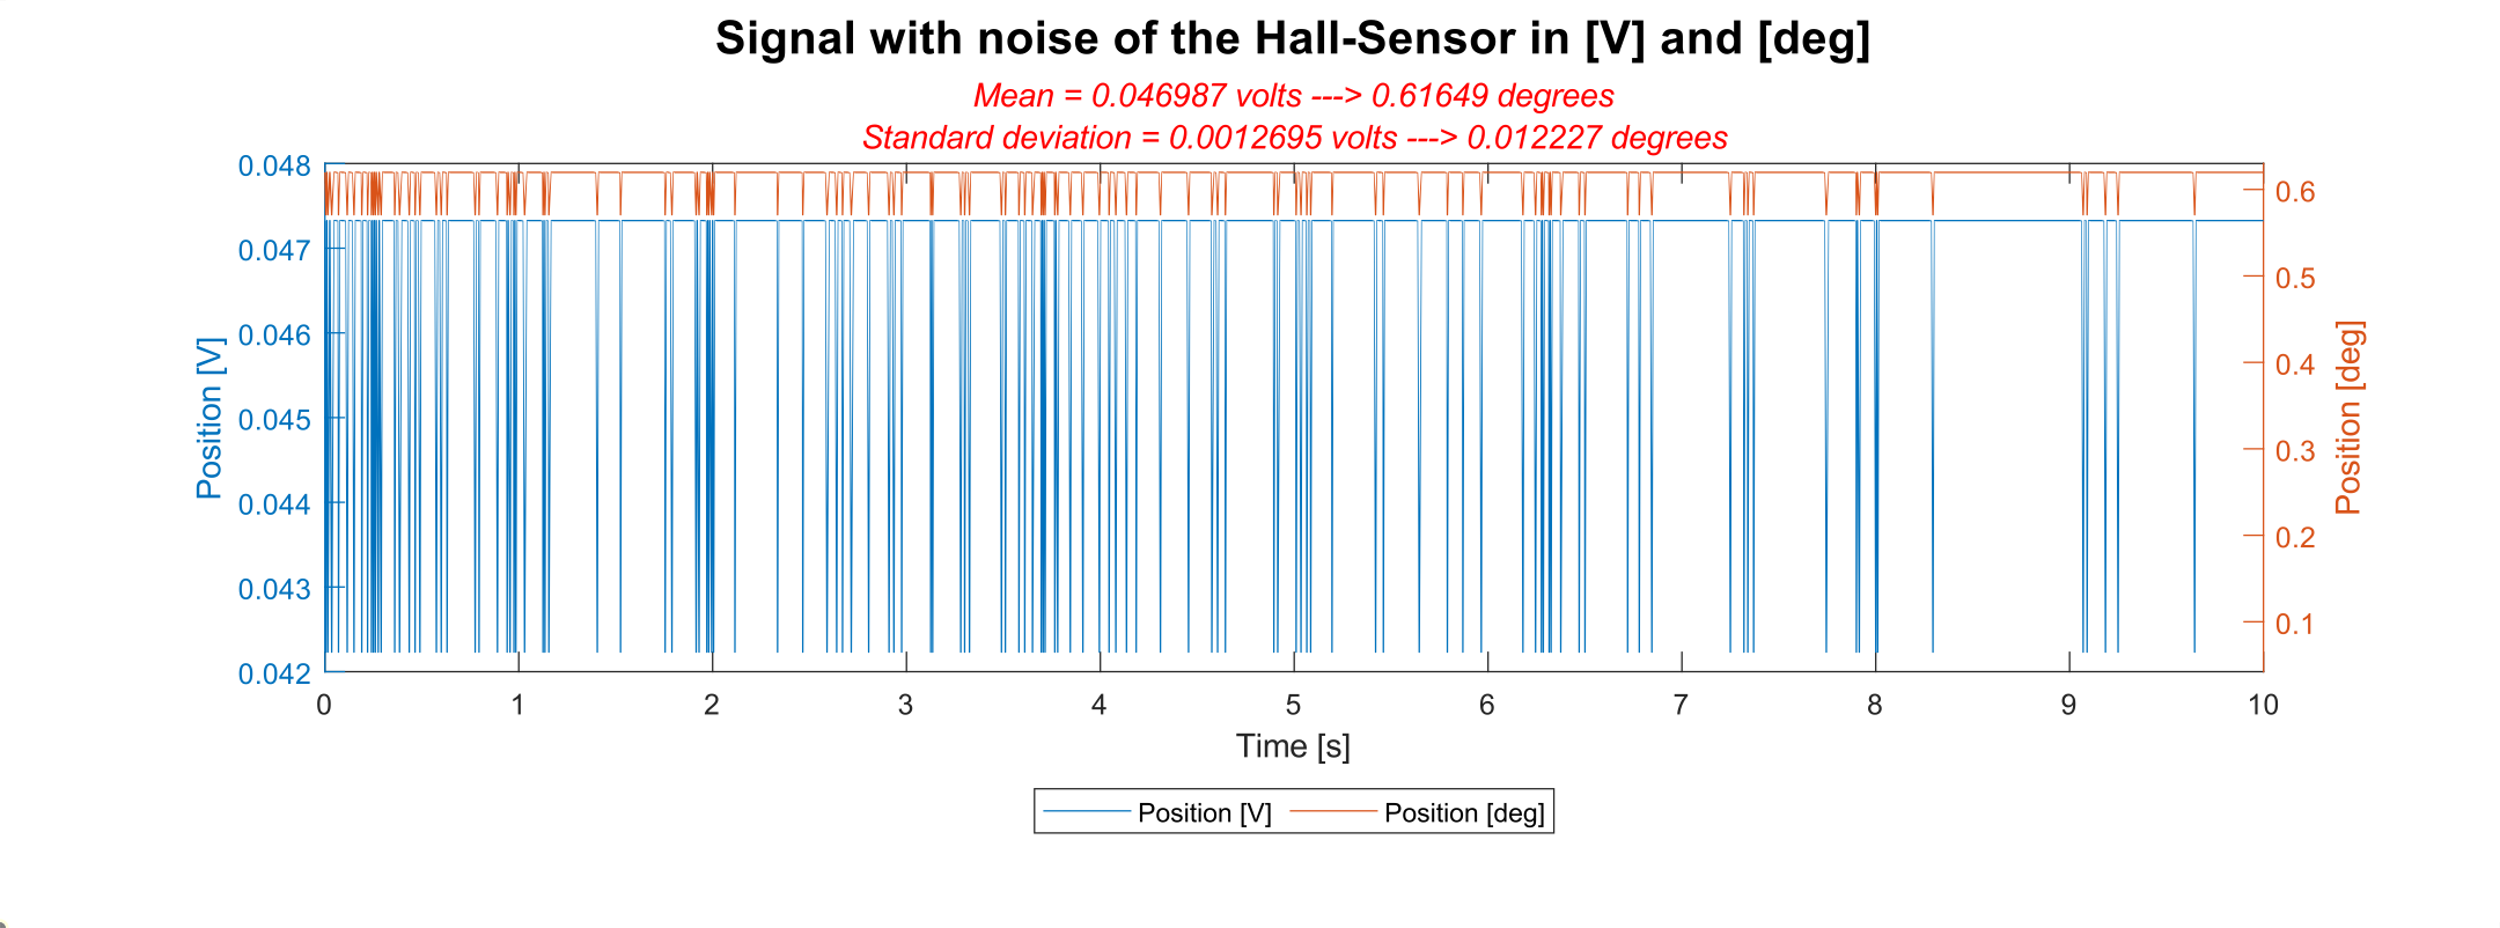 Signal with noise of the Hall-Sensor in [V] and [deg]
Mean = 0.046987 volts ---> 0.61649 degrees
Standard deviation = 0.0012695 volts ---> 0.012227 degrees
0.048
0.047
0.046
0.045
0.044
0.043
0.042
Position [V]
0.6
0.5
0.4
0.3
0.2
0.1
Position [deg]
0 1 2 3 4 5 6 7 8 9 10
Time [s]
Position [V] Position [deg]